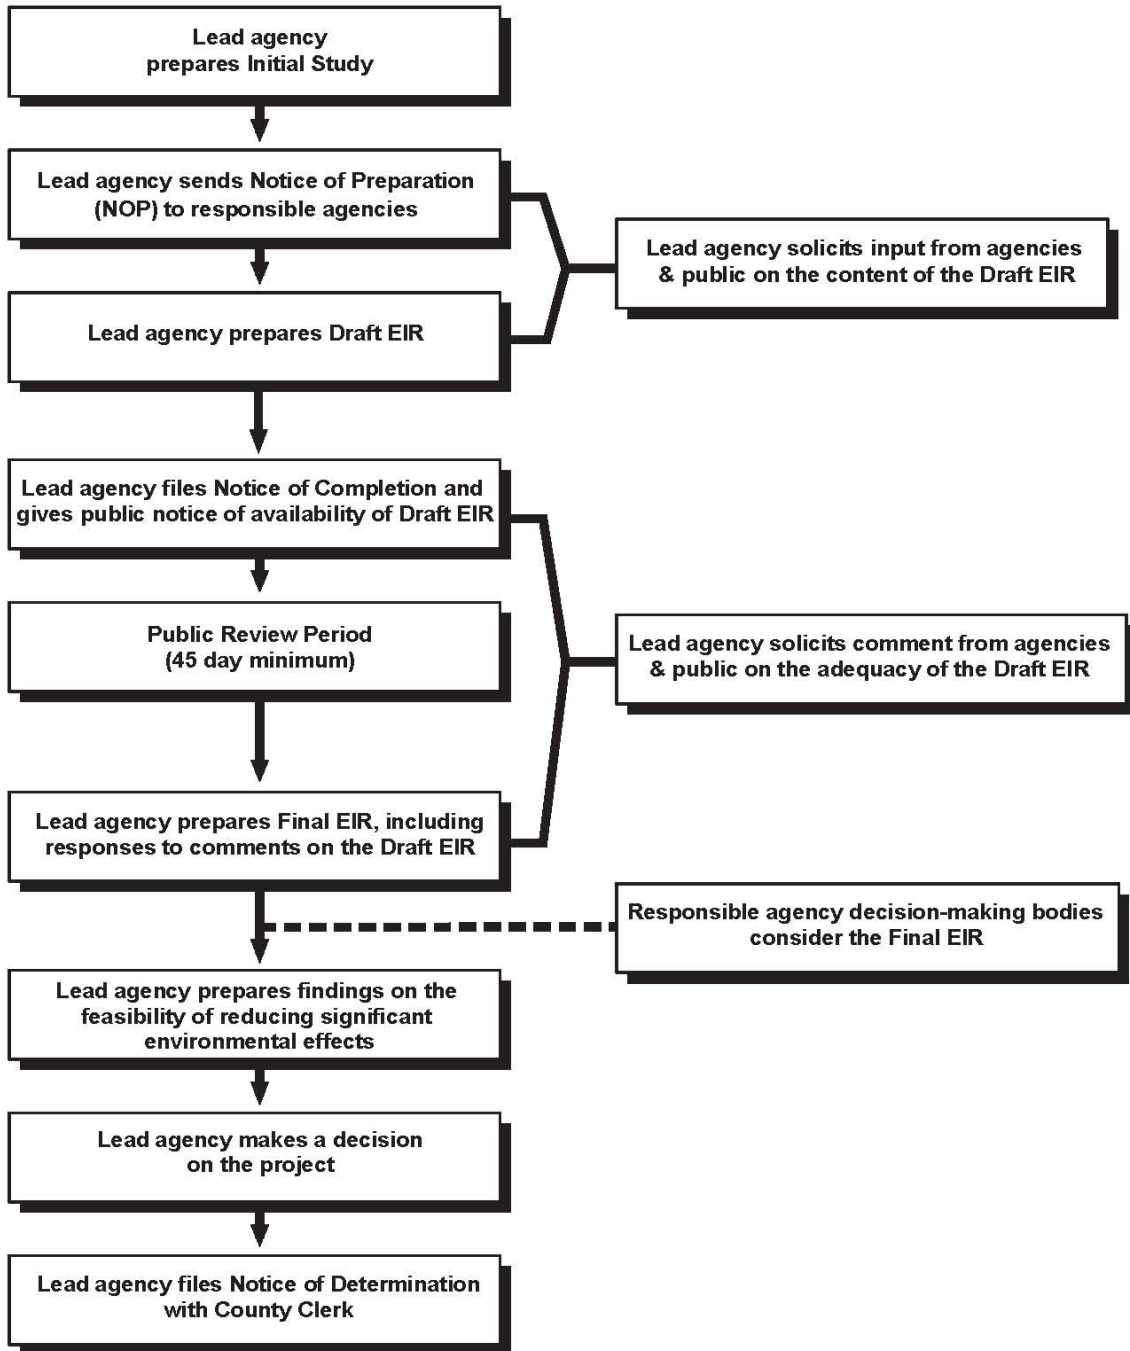 Lead agency
prepares Initial Study
Lead agency sends Notice of Preparation
(NOP) to responsible agencies
Lead agency solicits input from agencies
& public on the content of the Draft EIR
Lead agency prepares Draft EIR
Lead agency files Notice of Completion and
gives public notice of availability of Draft EIR
Public Review Period
(45 day minimum)
Lead agency solicits comment from agencies
& public on the adequacy of the Draft EIR
Lead agency prepares Final EIR, including
responses to comments on the Draft EIR
Responsible agency decision-making bodies
consider the Final EIR
Lead agency prepares findings on the
feasibility of reducing significant
environmental effects
Lead agency makes a decision
on the project
Lead agency files Notice of Determination
with County Clerk